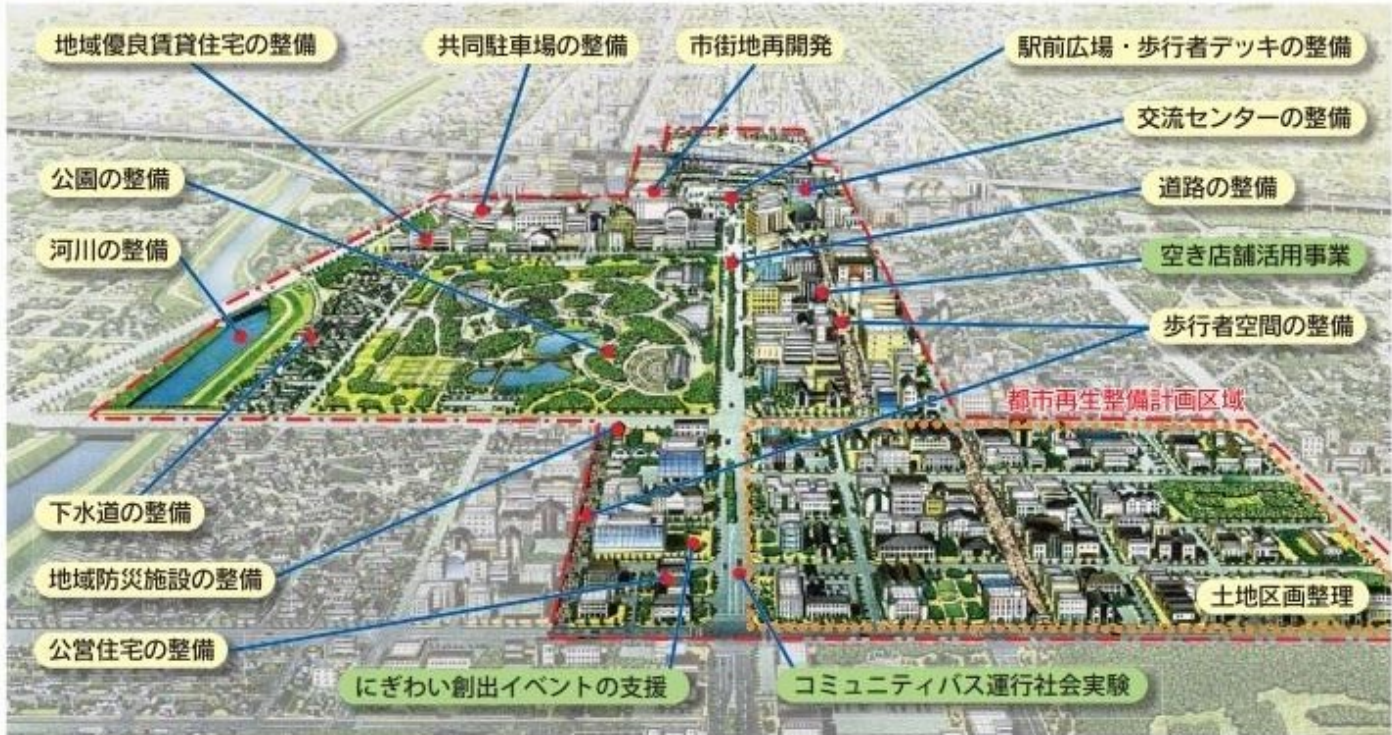 地域優良賃貸住宅の整備
共同駐車場の整備
市街地再開発
駅前広場・歩行者デッキの整備
交流センターの整備
公園の整備
道路の整備
河川の整備
空き店舗活用事業
歩行者空間の整備
都市再生整備計画区域
下水道の整備
地域防災施設の整備
土地区画整理
公営住宅の整備
にぎわい創出イベントの支援
コミュニティバス運行社会実験